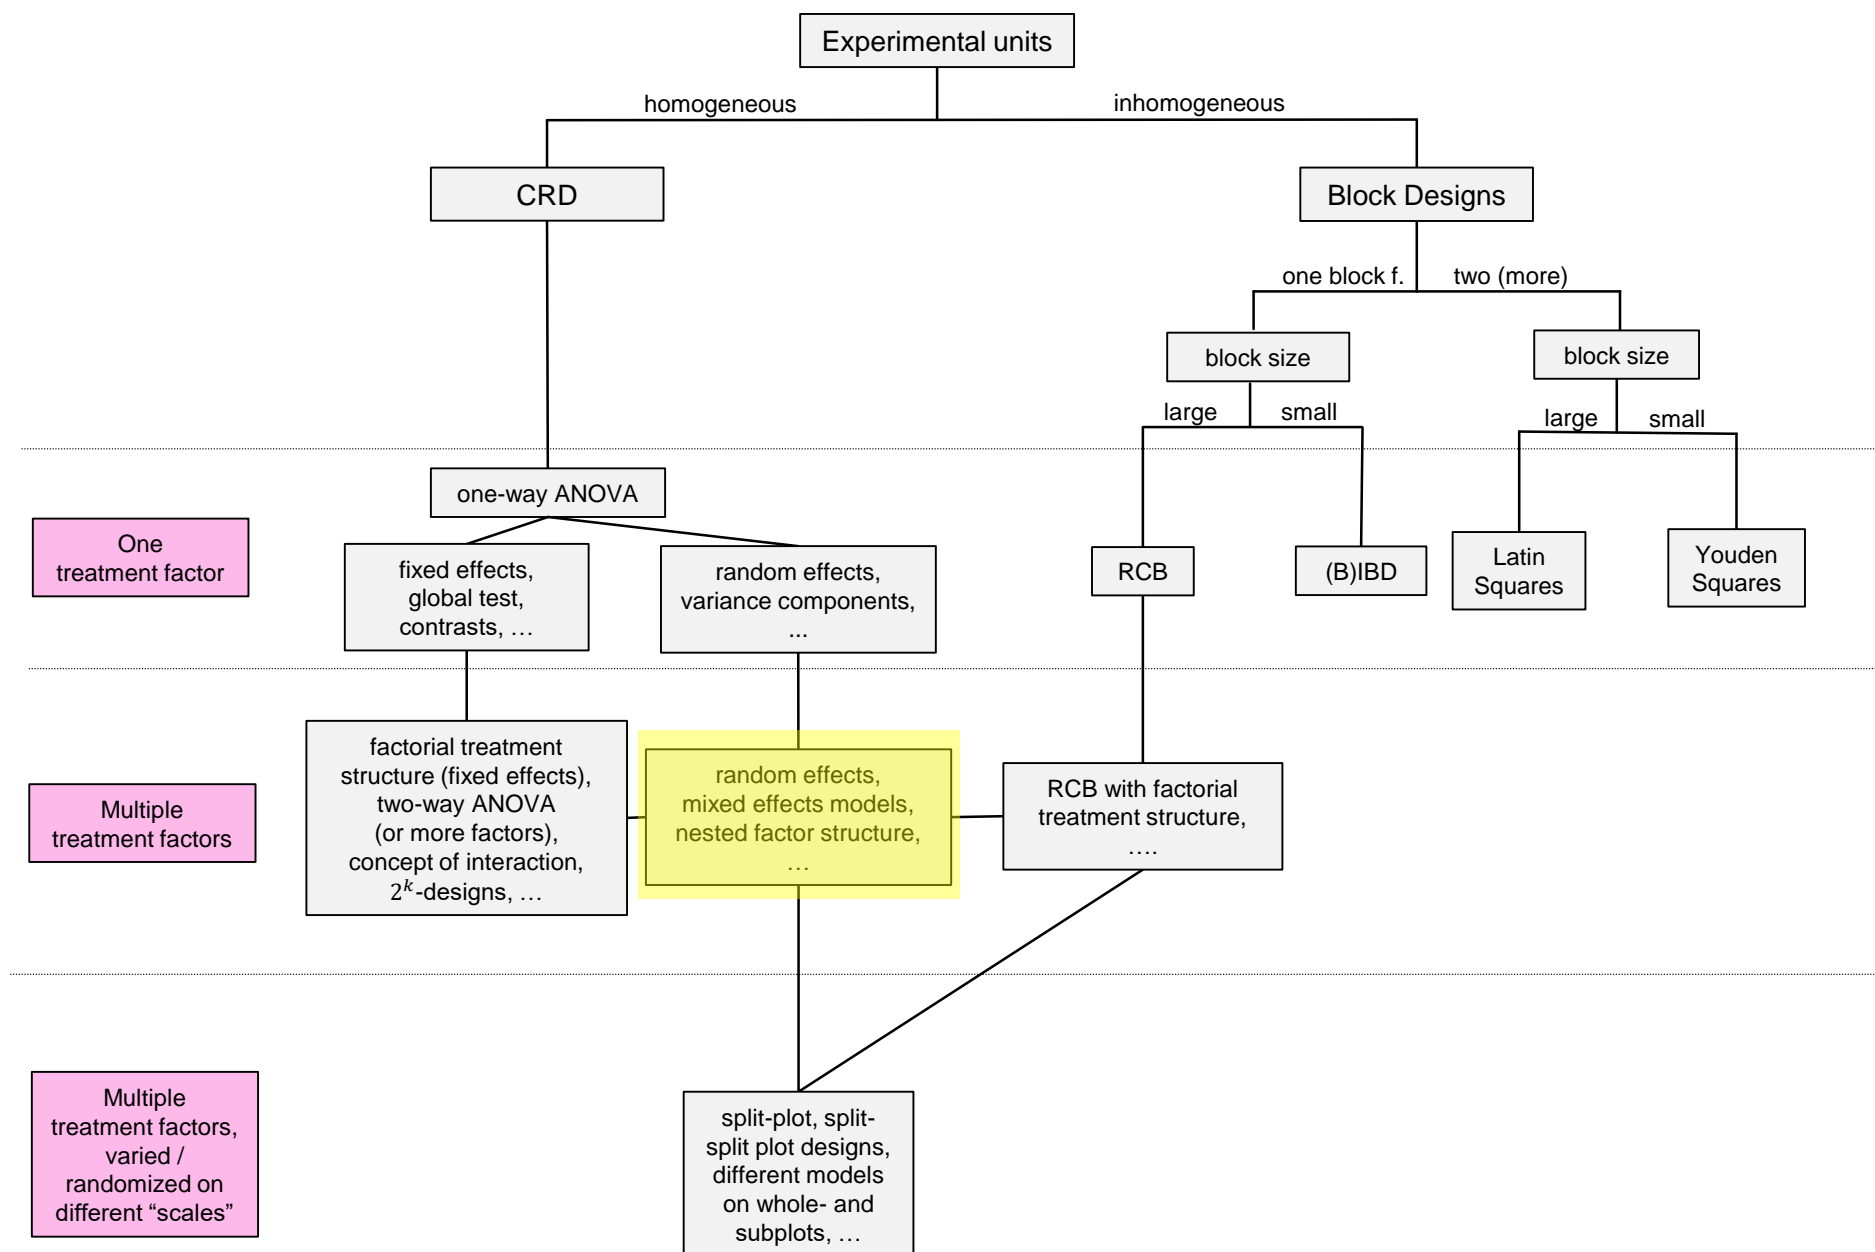 Experimental units
homogeneous
inhomogeneous
CRD
Block Designs
one block f.
two (more)
block size
block size
large
small
large
small
one-way ANOVA
One
treatment factor
fixed effects,
global test,
contrasts, …
random effects,
variance components,
...
RCB
(B)IBD
Latin
Squares
Youden
Squares
Multiple
treatment factors
factorial treatment
structure (fixed effects),
two-way ANOVA
(or more factors),
concept of interaction,
2^k-designs, …
random effects,
mixed effects models,
nested factor structure,
…
RCB with factorial
treatment structure,
….
Multiple
treatment factors,
varied /
randomized on
different “scales”
split-plot, split-
split plot designs,
different models
on whole- and
subplots, …